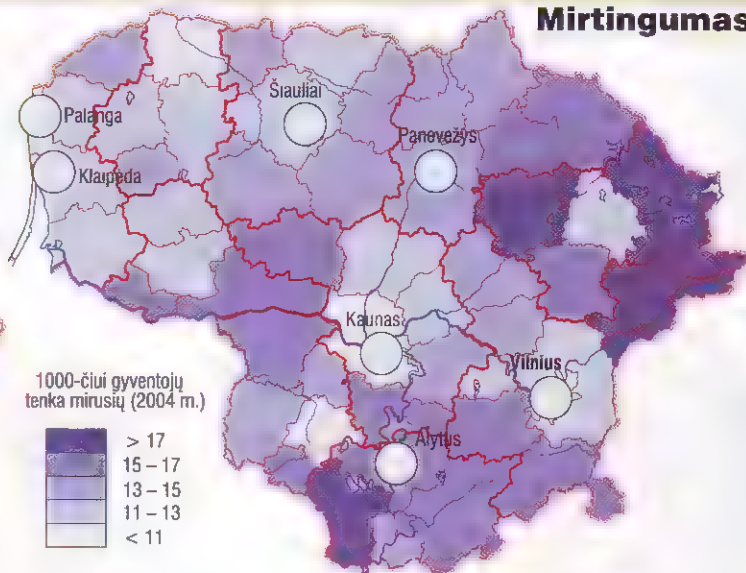 Mirtingumas
Šiauliai
Palanga
Panevėžys
Klaipėda
Kaunas
Vilnius
Alytus
1000-čiui gyventojų
tenka mirusių (2004 m.)
> 17
15 – 17
13 – 15
11 – 13
< 11